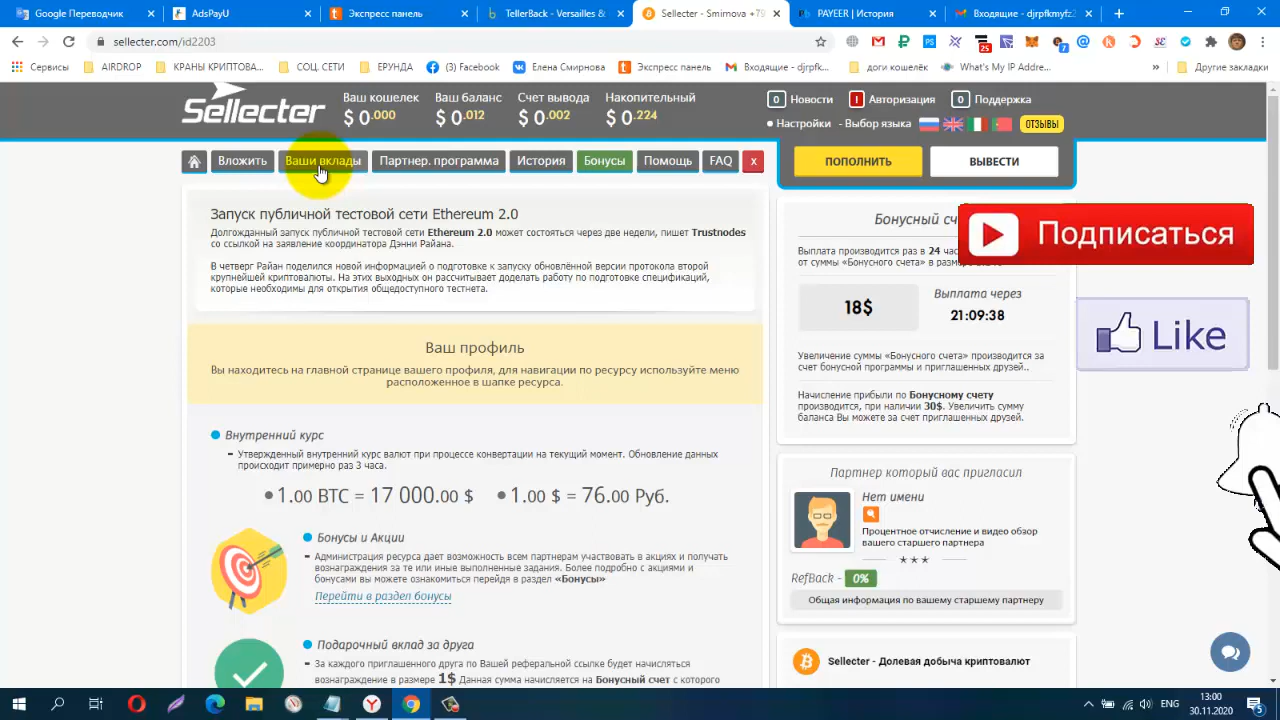 Google Переводчик
AdsPayU
Экспресс панель
TellerBack - Versailles &
Sellecter - Smirnova +79
PAYEER | История
Входящие - djrpfkmyfz2
sellecter.com/id2203
25
7
Сервисы
AIRDROP
КРАНЫ КРИПТОВА...
СОЦ. СЕТИ
ЕРУНДА
(3) Facebook
Елена Смирнова
Экспресс панель
Входящие - djrpfk...
доги кошелёк
What's My IP Addre...
»
Другие закладки
Sellecter
Ваш кошелек
$ 0.000
Ваш баланс
$ 0.012
Счет вывода
$ 0.002
Накопительный
$ 0.224
0 Новости
! Авторизация
0 Поддержка
Настройки - Выбор языка
ОТЗЫВЫ
Вложить
Ваши вклады
Партнер. программа
История
Бонусы
Помощь
FAQ
x
ПОПОЛНИТЬ
ВЫВЕСТИ
Запуск публичной тестовой сети Ethereum 2.0
Долгожданный запуск публичной тестовой сети Ethereum 2.0 может состояться через две недели, пишет Trustnodes
со ссылкой на заявление координатора Дэнни Райана.
В четверг Райан поделился новой информацией о подготовке к запуску обновлённой версии протокола второй
крупнейшей криптовалюты. На этих выходных он рассчитывает доделать работу по подготовке спецификаций,
которые необходимы для открытия общедоступного тестнета.
Ваш профиль
Вы находитесь на главной странице вашего профиля, для навигации по ресурсу используйте меню
расположенное в шапке ресурса.
Внутренний курс
– Утвержденный внутренний курс валют при процессе конвертации на текущий момент. Обновление данных
происходит примерно раз 3 часа.
1.00 BTC = 17 000.00 $
1.00 $ = 76.00 Руб.
Бонусы и Акции
– Администрация ресурса дает возможность всем партнерам участвовать в акциях и получать
вознаграждения за те или иные выполненные задания. Более подробно с акциями и
бонусами вы можете ознакомиться перейдя в раздел «Бонусы»
Перейти в раздел бонусы
Подарочный вклад за друга
– За каждого приглашенного друга по Вашей реферальной ссылке будет начисляться
вознаграждение в размере 1$ Данная сумма начисляется на Бонусный счет с которого
Бонусный сч
Подписаться
Выплата производится раз в 24 час
от суммы «Бонусного счета» в размер
18$
Выплата через
21:09:38
Like
Увеличение суммы «Бонусного счета» производится за
счет бонусной программы и приглашенных друзей..
Начисление прибыли по Бонусному счету
производится, при наличии 30$. Увеличить сумму
баланса Вы можете за счет приглашенных друзей.
Партнер который вас пригласил
Нет имени
Процентное отчисление и видео обзор
вашего старшего партнера
* * *
RefBack - 0%
Общая информация по вашему старшему партнеру
Sellecter - Долевая добыча криптовалют
ENG
13:00
30.11.2020
5